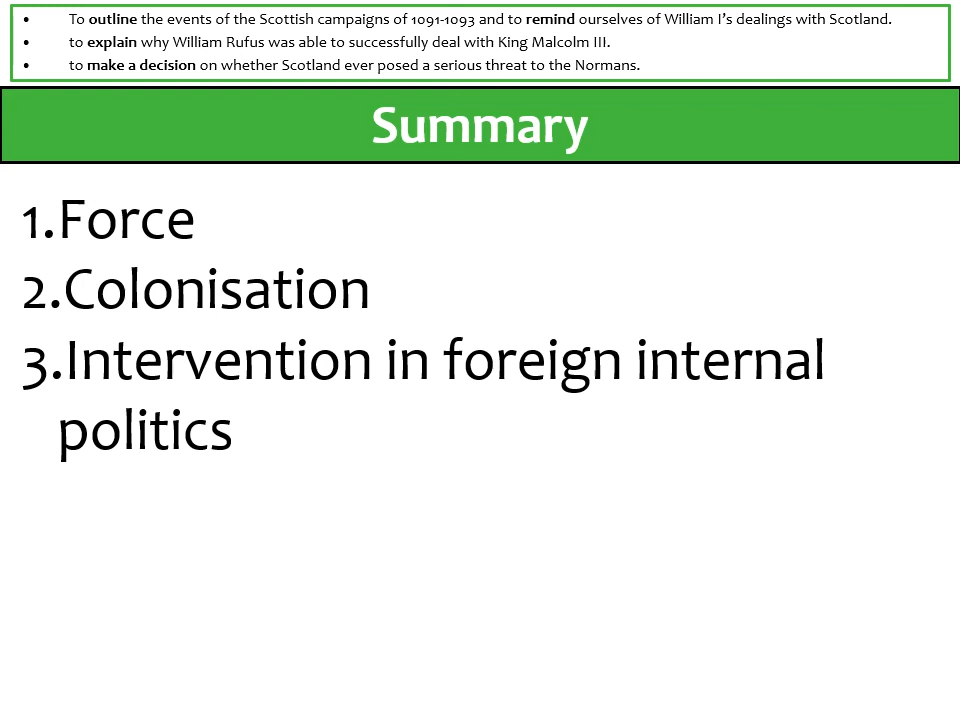 • To outline the events of the Scottish campaigns of 1091-1093 and to remind ourselves of William I’s dealings with Scotland.
• to explain why William Rufus was able to successfully deal with King Malcolm III.
• to make a decision on whether Scotland ever posed a serious threat to the Normans.
Summary
1.Force
2.Colonisation
3.Intervention in foreign internal
politics